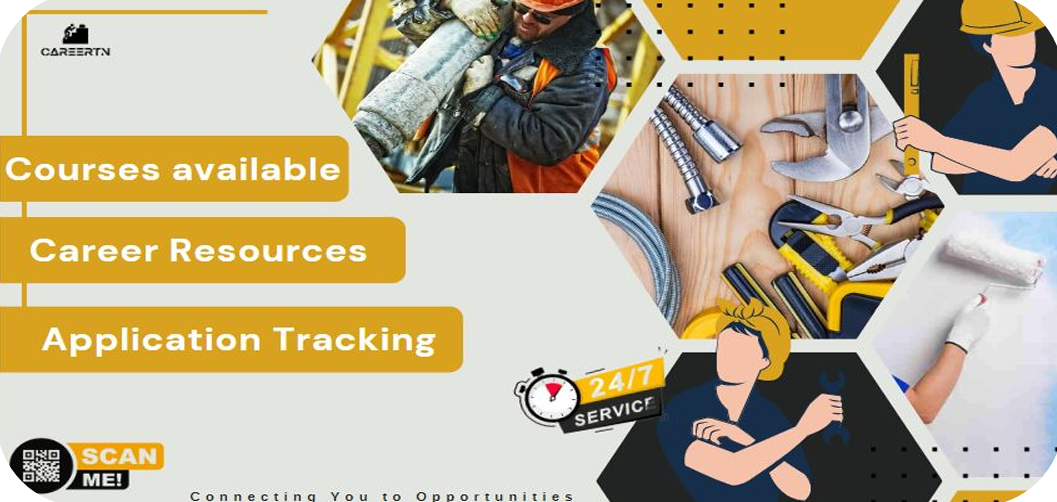 CAREERTN
Courses available
Career Resources
Application Tracking
24/7
SERVICE
SCAN
ME!
Connecting You to Opportunities